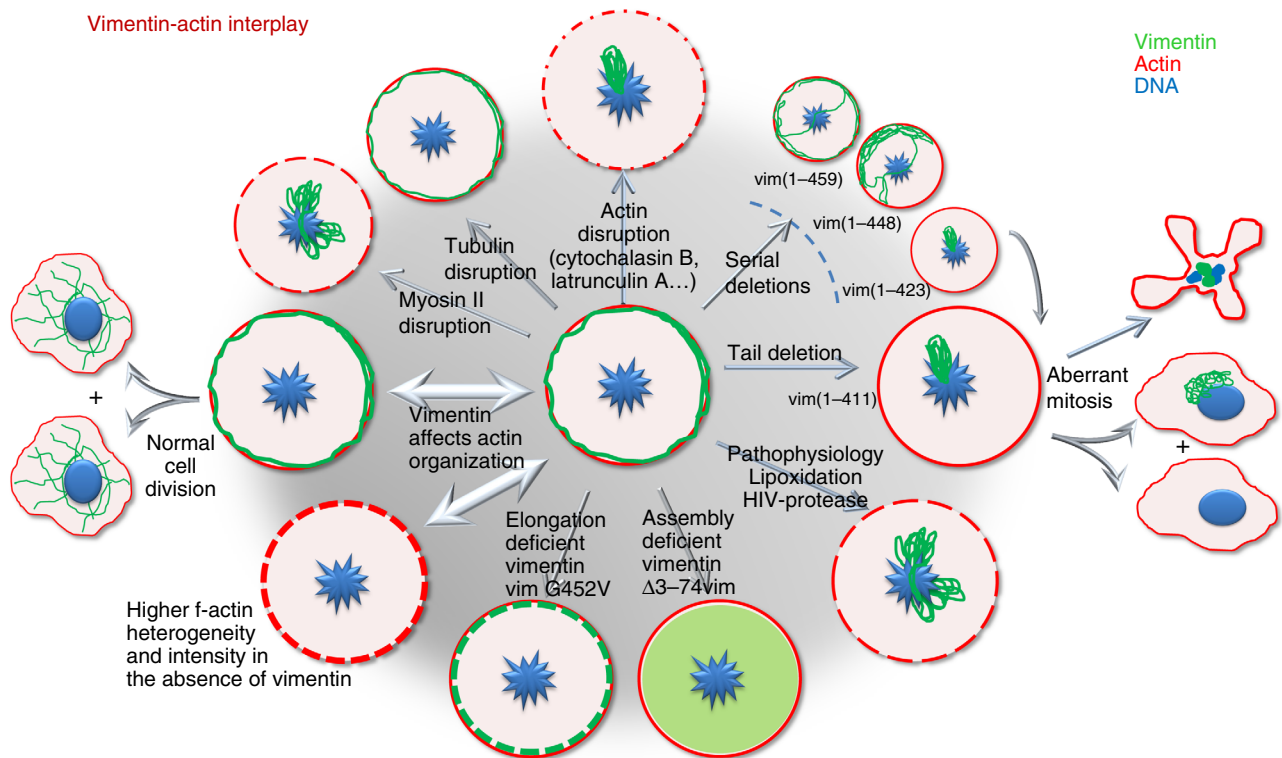 Vimentin-actin interplay
Vimentin
Actin
DNA
vim(1–459)
vim(1–448)
vim(1–423)
Actin
disruption
(cytochalasin B,
latrunculin A…)
Tubulin
disruption
Serial
deletions
Myosin II
disruption
Tail deletion
vim(1–411)
Aberrant
mitosis
+
+
Normal
cell
division
Vimentin
affects actin
organization
Pathophysiology
Lipoxidation
HIV-protease
Elongation
deficient
vimentin
vim G452V
Assembly
deficient
vimentin
Δ3–74vim
Higher f-actin
heterogeneity
and intensity in
the absence of vimentin